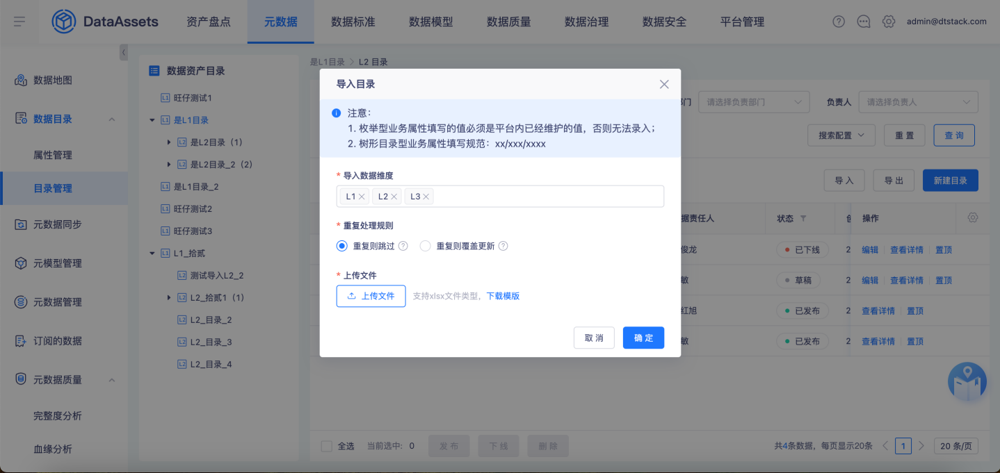 DataAssets
资产盘点
元数据
数据标准
数据模型
数据质量
数据治理
数据安全
平台管理
admin@dtstack.com
数据地图
数据目录
属性管理
目录管理
元数据同步
元模型管理
元数据管理
订阅的数据
元数据质量
完整度分析
血缘分析
数据资产目录
L1 旺仔测试1
L1 是L1目录
L2 是L2目录（1）
L2 是L2目录_2（2）
L1 是L1目录_2
L1 旺仔测试2
L1 旺仔测试3
L1 L1_拾贰
L2 测试导入L2_2
L2 L2_拾贰1（1）
L2 L2_目录_2
L2 L2_目录_3
L2 L2_目录_4
是L1目录 > L2 目录
导入目录
注意：
1. 枚举型业务属性填写的值必须是平台内已经维护的值，否则无法录入；
2. 树形目录型业务属性填写规范：xx/xxx/xxxx
* 导入数据维度
L1 L2 L3
* 重复处理规则
重复则跳过 重复则覆盖更新
* 上传文件
上传文件 支持xlsx文件类型，下载模版
取 消 确 定
门 请选择负责部门 负责人 请选择负责人
搜索配置 重 置 查 询
导 入 导 出 新建目录
据责任人 状态 操作
俊龙 已下线 2 编辑 查看详情 置顶
敏 草稿 2 编辑 查看详情 置顶
红旭 已发布 2 查看详情 置顶
敏 已发布 2 查看详情 置顶
全选 当前选中: 0 发 布 下 线 删 除
共4条数据，每页显示20条 1 20 条/页